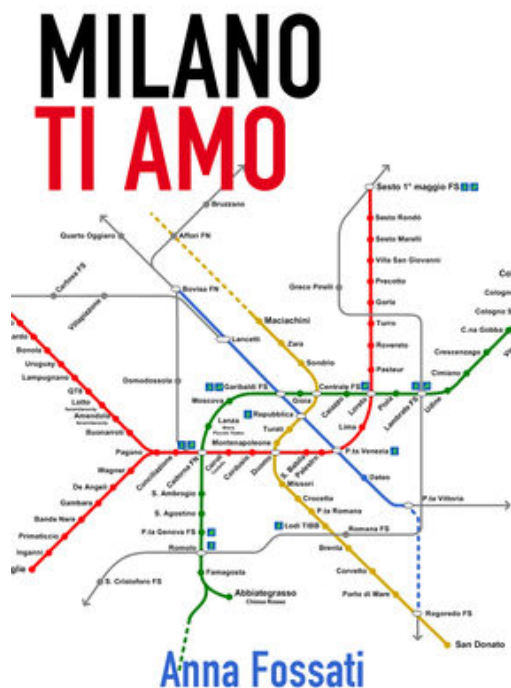 MILANO
TI AMO
Sesto 1° maggio FS
Bruzzano
Sesto Rondò
Quarto Oggiero
Affori FN
Sesto Marelli
Villa San Giovanni
Certosa FS
Greco Pirelli
Precotto
Bovisa FN
Gorla
Villapizzone
Maciachini
Turro
C.na Gobba
Lancetti
Zara
Rovereto
Bonola
Crescenzago
Uruguay
Sondrio
Pasteur
Cimiano
Lampugnano
Domodossola
Garibaldi FS
Centrale FS
QT8
Moscova
Gioia
Caiazzo
Loreto
Piola
Lambrate FS
Udine
Lotto
Lanza
Repubblica
Amendola
Turati
Lima
Buonarroti
Montenapoleone
Pagano
Conciliazione
Cadorna FN
Cairoli
Cordusio
Duomo
S. Babila
Palestro
P.ta Venezia
Wagner
Missori
Dateo
De Angeli
S. Ambrogio
Crocetta
P.ta Vittoria
Gambara
S. Agostino
P.ta Romana
Bande Nere
P.ta Genova FS
Lodi TIBB
Romana FS
Primaticcio
Romolo
Brenta
Inganni
Famagosta
Corvetto
S. Cristoforo FS
Abbiategrasso
Chiesa Rossa
Porto di Mare
Rogoredo FS
San Donato
Anna Fossati